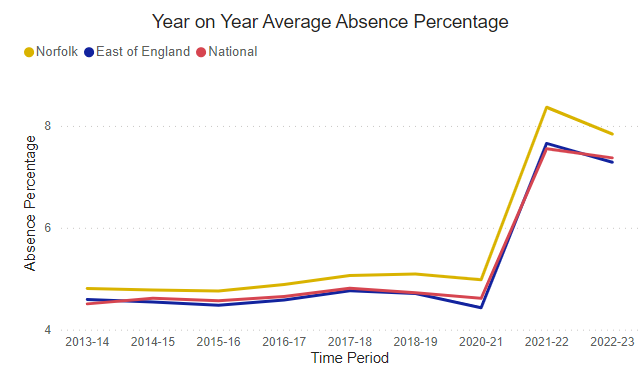 Year on Year Average Absence Percentage
Norfolk East of England National
Absence Percentage
8
6
4
2013-14 2014-15 2015-16 2016-17 2017-18 2018-19 2020-21 2021-22 2022-23
Time Period